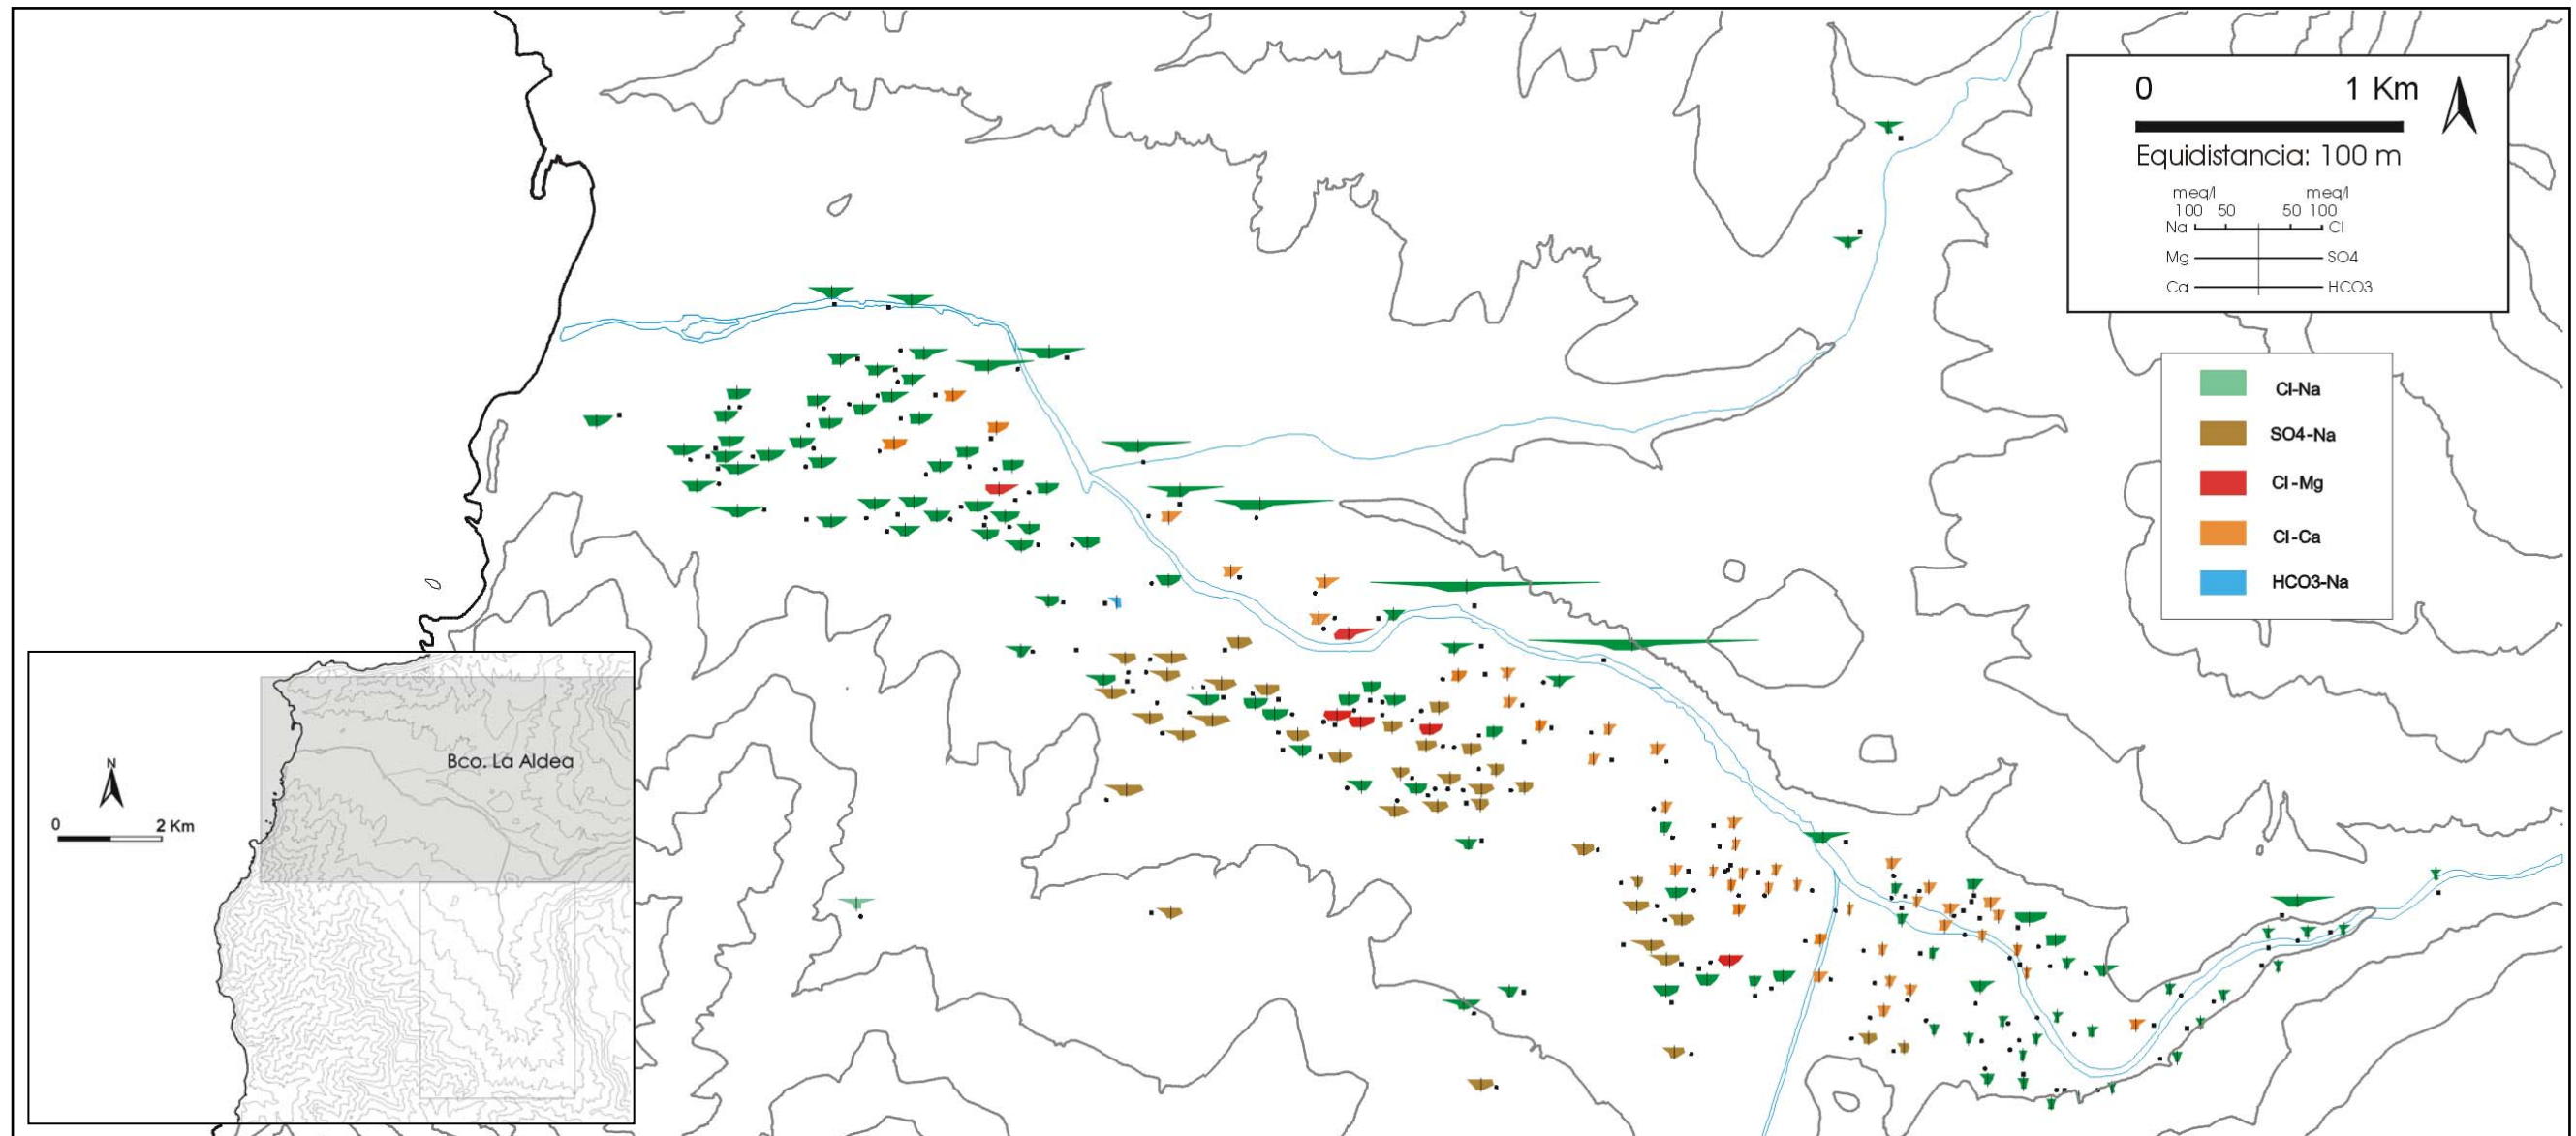 0 1 Km
Equidistancia: 100 m
meq/l meq/l
100 50 50 100
Na Cl
Mg SO4
Ca HCO3
Cl-Na
SO4-Na
Cl-Mg
Cl-Ca
HCO3-Na
Bco. La Aldea
N
0 2 Km